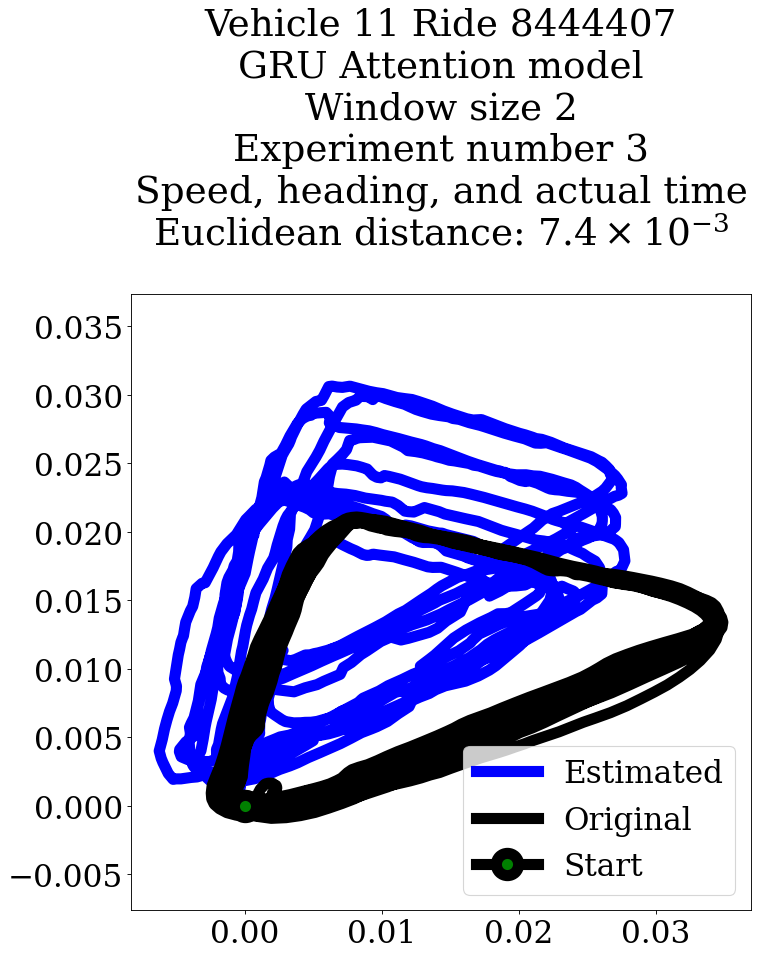 Vehicle 11 Ride 8444407
GRU Attention model
Window size 2
Experiment number 3
Speed, heading, and actual time
Euclidean distance: 7.4 × 10⁻³
0.035
0.030
0.025
0.020
0.015
0.010
0.005
0.000
−0.005
Estimated
Original
Start
0.00 0.01 0.02 0.03